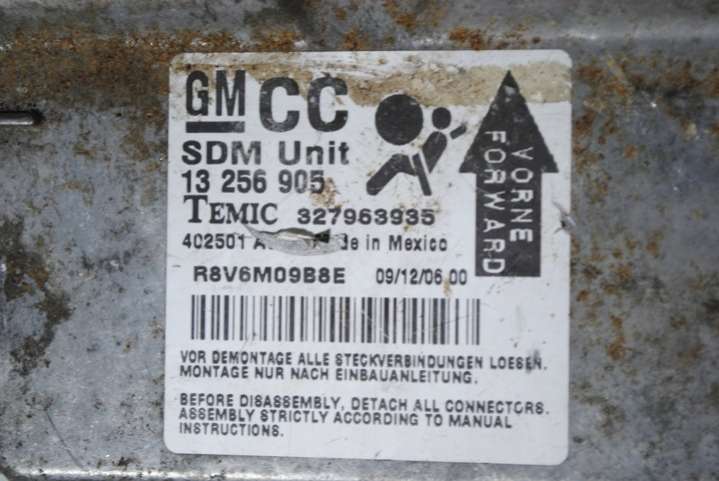 GM CC
SDM Unit
13 256 905
TEMIC 327963935
402501 in Mexico
R8V6M09B8E 09/12/06 00
VORNE
FORWARD
VOR DEMONTAGE ALLE STECKVERBINDUNGEN LOESEN.
MONTAGE NUR NACH EINBAUANLEITUNG.
BEFORE DISASSEMBLY, DETACH ALL CONNECTORS.
ASSEMBLY STRICTLY ACCORDING TO MANUAL
INSTRUCTIONS.